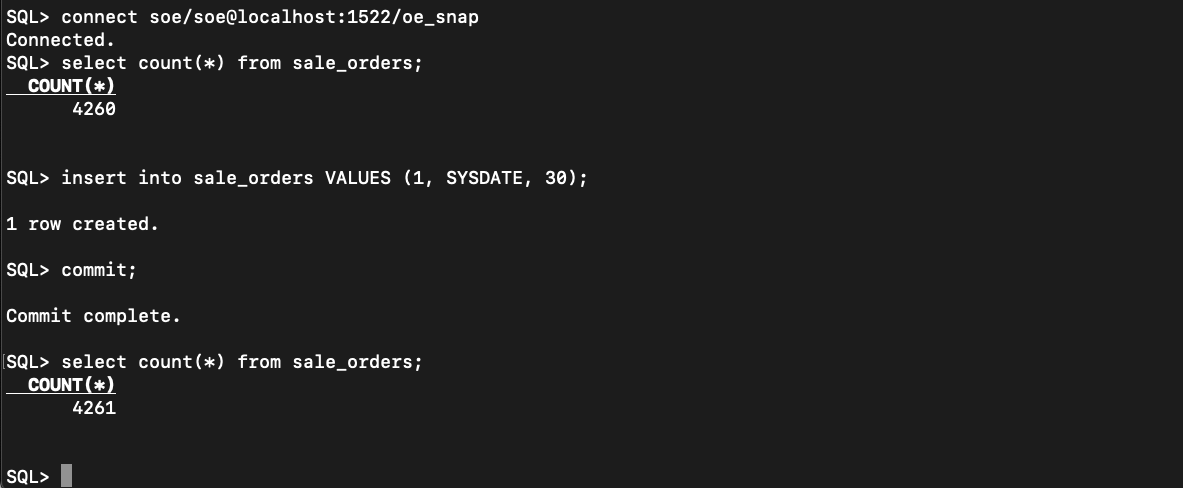 SQL> connect soe/soe@localhost:1522/oe_snap
Connected.
SQL> select count(*) from sale_orders;
  COUNT(*)
      4260
SQL> insert into sale_orders VALUES (1, SYSDATE, 30);
1 row created.
SQL> commit;
Commit complete.
SQL> select count(*) from sale_orders;
  COUNT(*)
      4261
SQL>